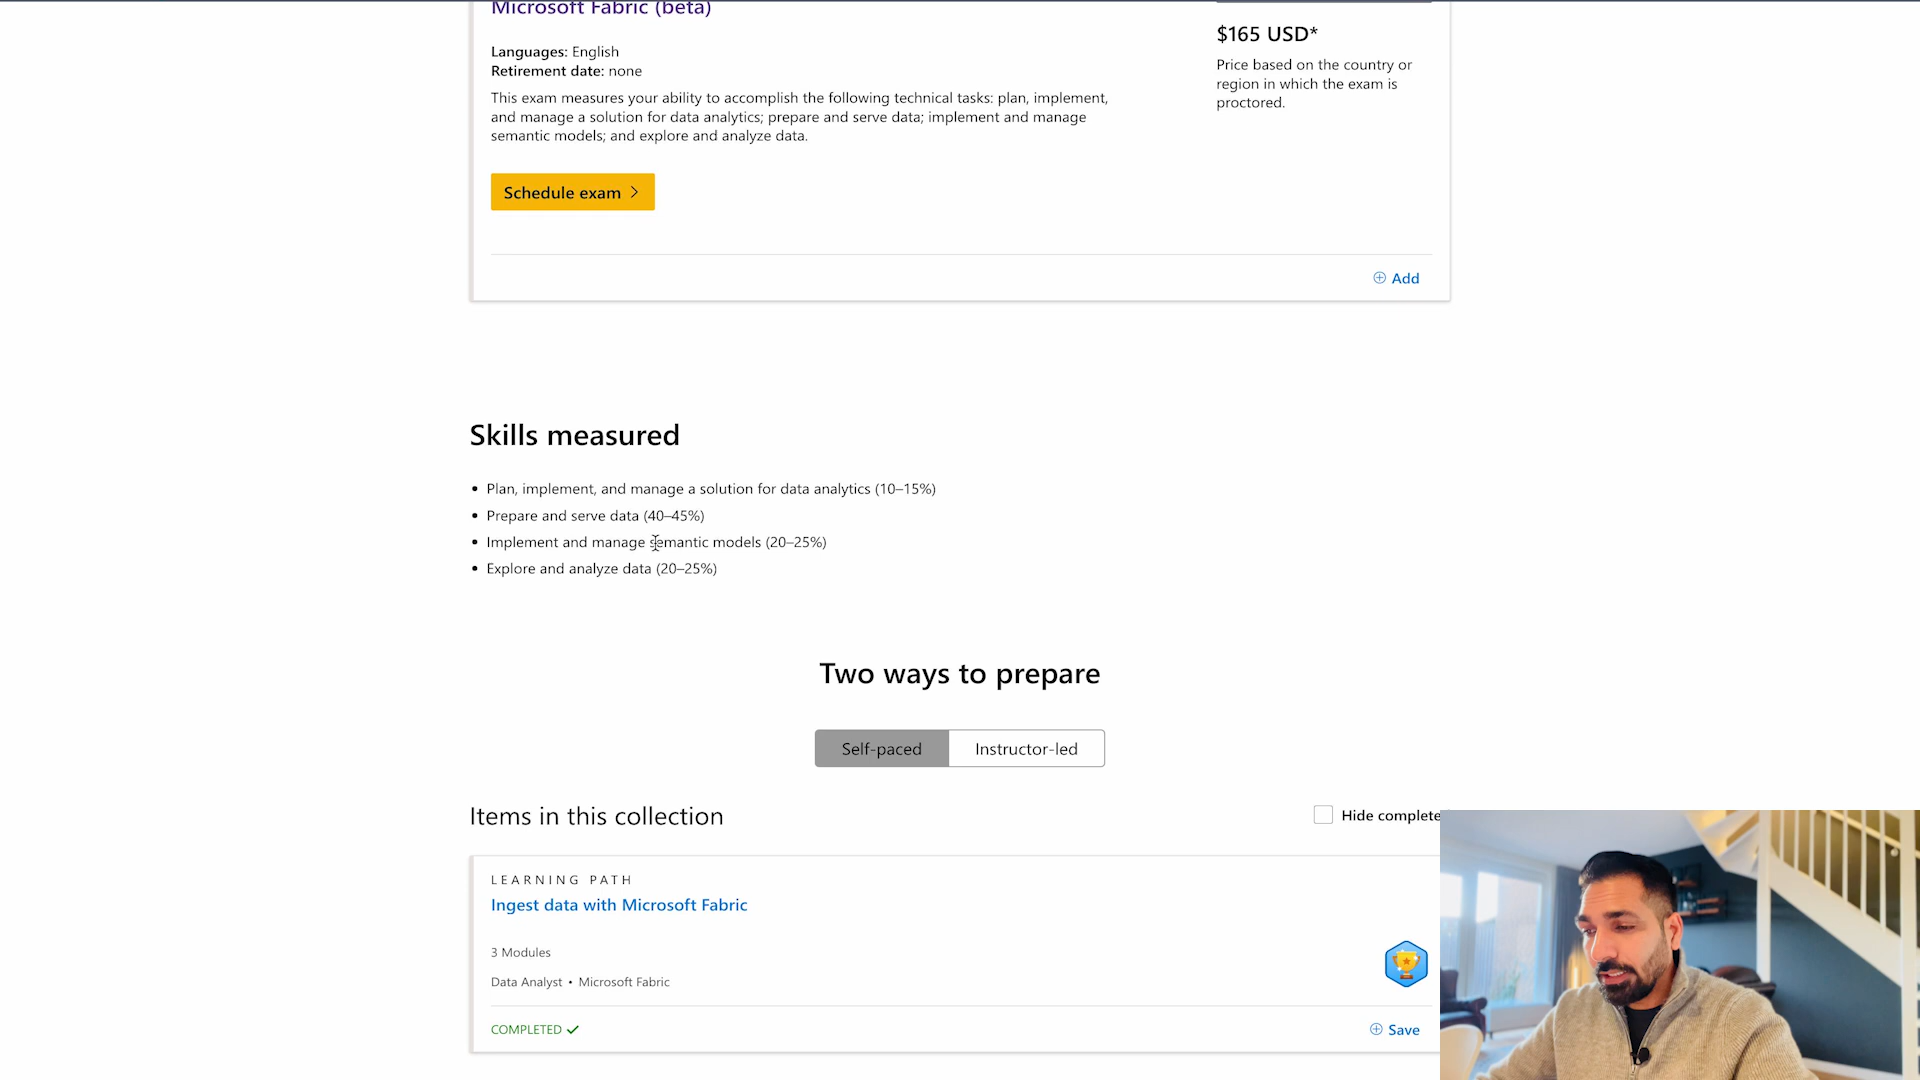 Microsoft Fabric (beta)
$165 USD*
Languages: English
Retirement date: none
Price based on the country or
region in which the exam is
proctored.
This exam measures your ability to accomplish the following technical tasks: plan, implement,
and manage a solution for data analytics; prepare and serve data; implement and manage
semantic models; and explore and analyze data.
Schedule exam
Add
Skills measured
• Plan, implement, and manage a solution for data analytics (10–15%)
• Prepare and serve data (40–45%)
• Implement and manage semantic models (20–25%)
• Explore and analyze data (20–25%)
Two ways to prepare
Self-paced
Instructor-led
Items in this collection
Hide complete
LEARNING PATH
Ingest data with Microsoft Fabric
3 Modules
Data Analyst • Microsoft Fabric
COMPLETED ✓
Save